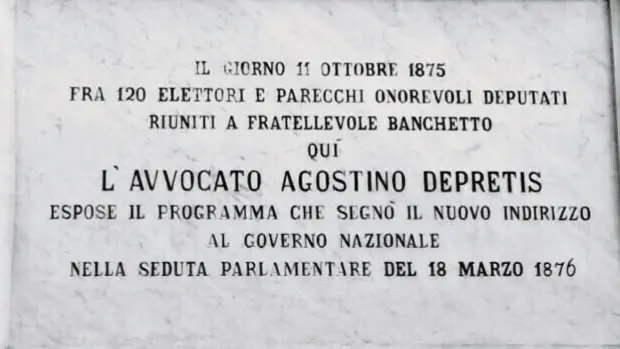 IL GIORNO 11 OTTOBRE 1875
FRA 120 ELETTORI E PARECCHI ONOREVOLI DEPUTATI
RIUNITI A FRATELLEVOLE BANCHETTO
QUÌ
L'AVVOCATO AGOSTINO DEPRETIS
ESPOSE IL PROGRAMMA CHE SEGNÒ IL NUOVO INDIRIZZO
AL GOVERNO NAZIONALE
NELLA SEDUTA PARLAMENTARE DEL 18 MARZO 1876